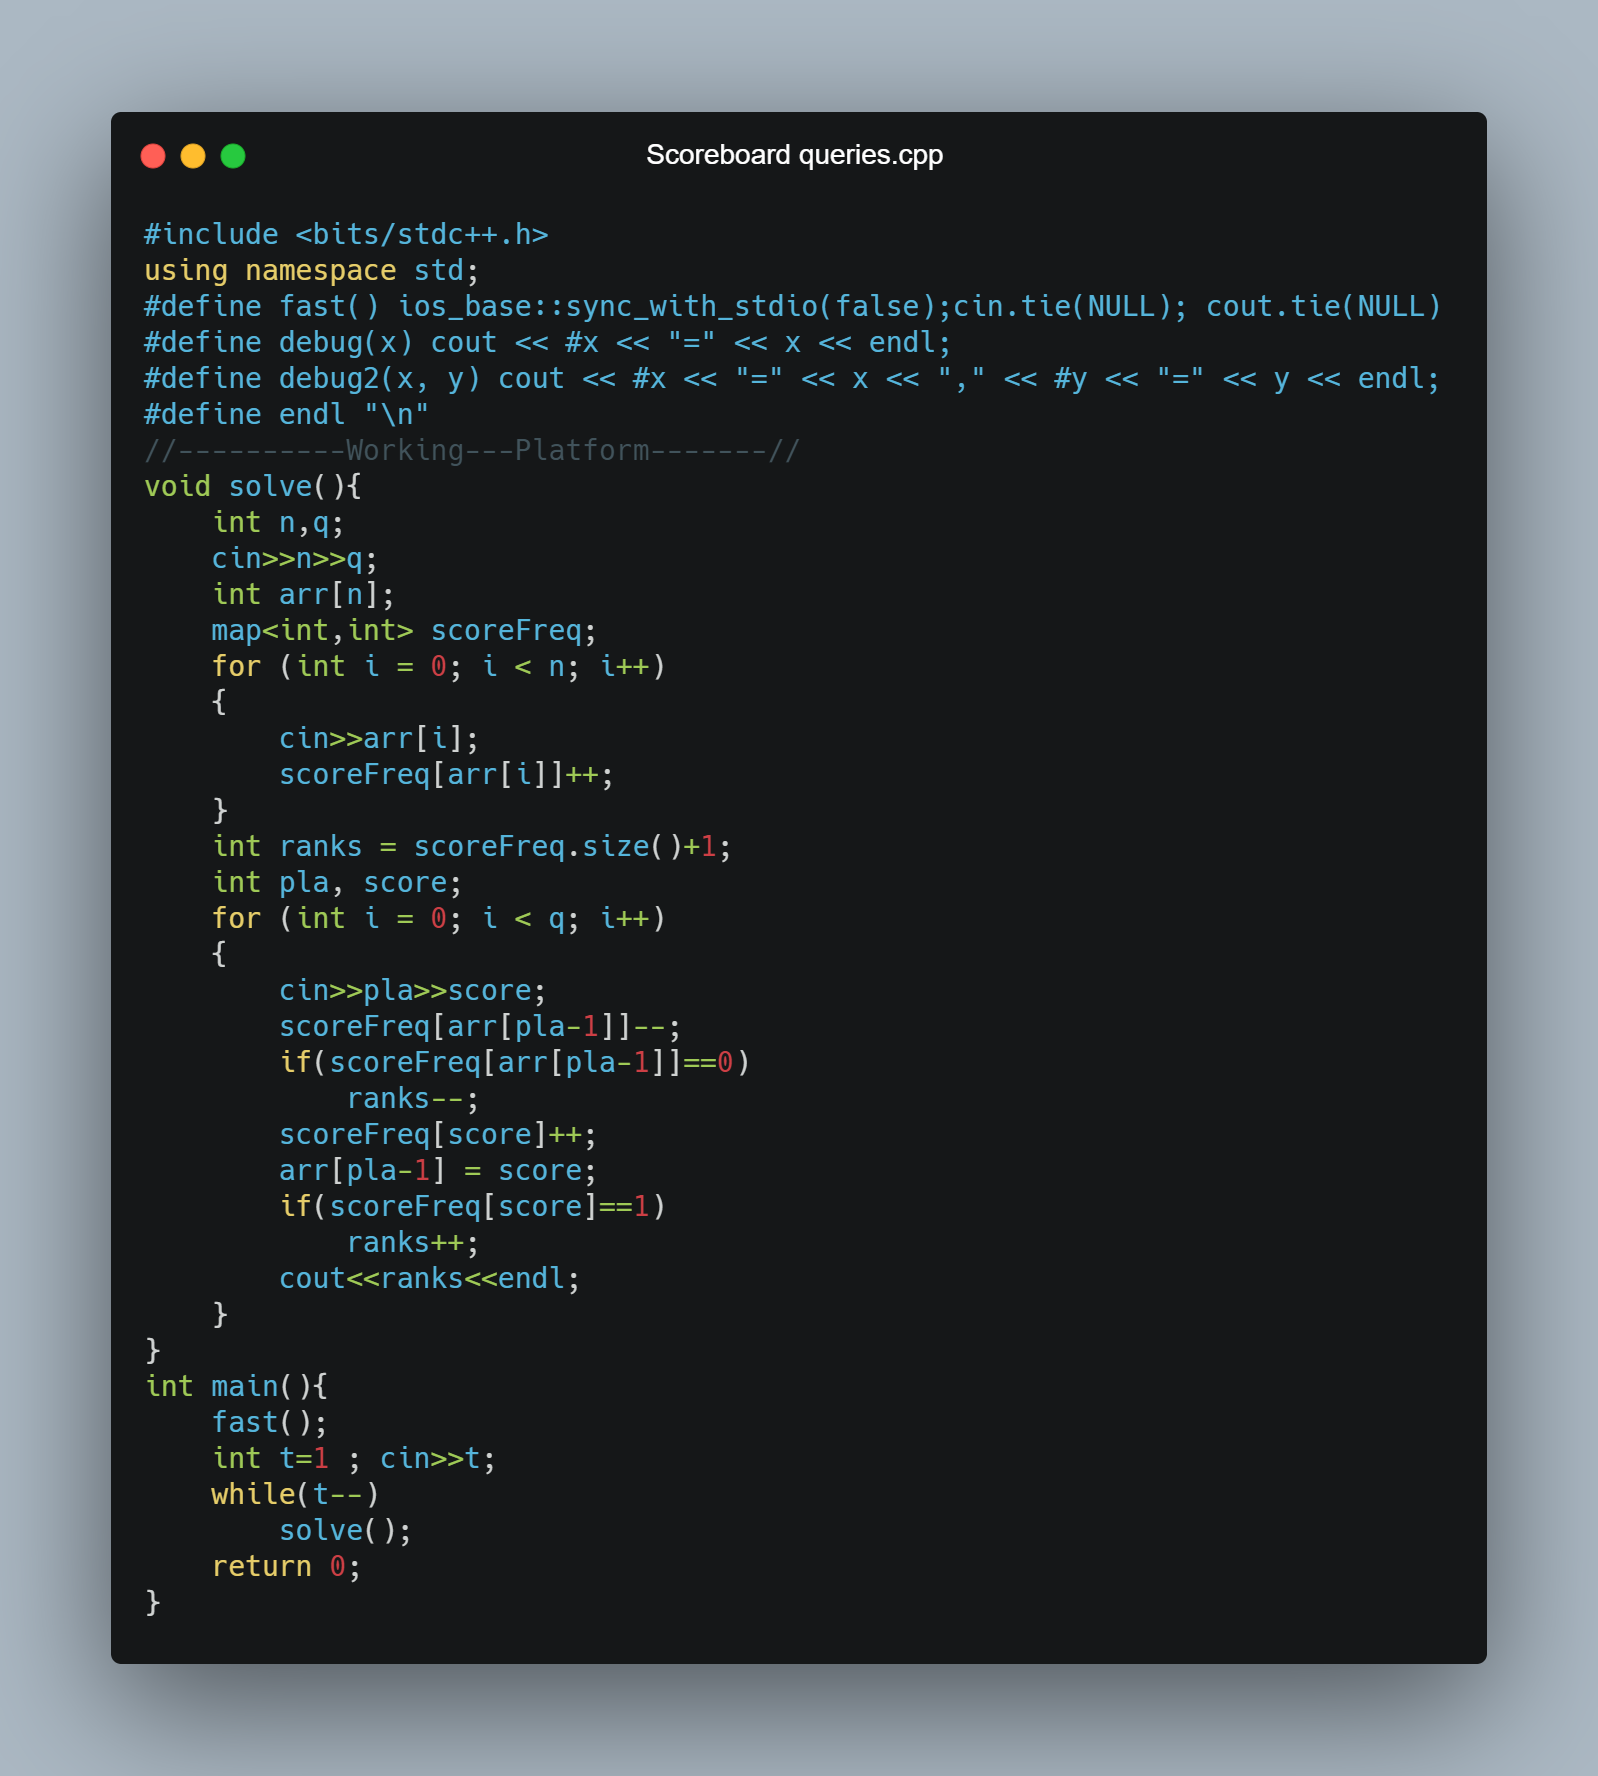 Scoreboard queries.cpp
#include <bits/stdc++.h>
using namespace std;
#define fast() ios_base::sync_with_stdio(false);cin.tie(NULL); cout.tie(NULL)
#define debug(x) cout << #x << "=" << x << endl;
#define debug2(x, y) cout << #x << "=" << x << "," << #y << "=" << y << endl;
#define endl "\n"
//----------Working---Platform-------//
void solve(){
    int n,q;
    cin>>n>>q;
    int arr[n];
    map<int,int> scoreFreq;
    for (int i = 0; i < n; i++)
    {
        cin>>arr[i];
        scoreFreq[arr[i]]++;
    }
    int ranks = scoreFreq.size()+1;
    int pla, score;
    for (int i = 0; i < q; i++)
    {
        cin>>pla>>score;
        scoreFreq[arr[pla-1]]--;
        if(scoreFreq[arr[pla-1]]==0)
            ranks--;
        scoreFreq[score]++;
        arr[pla-1] = score;
        if(scoreFreq[score]==1)
            ranks++;
        cout<<ranks<<endl;
    }
}
int main(){
    fast();
    int t=1 ; cin>>t;
    while(t--)
        solve();
    return 0;
}